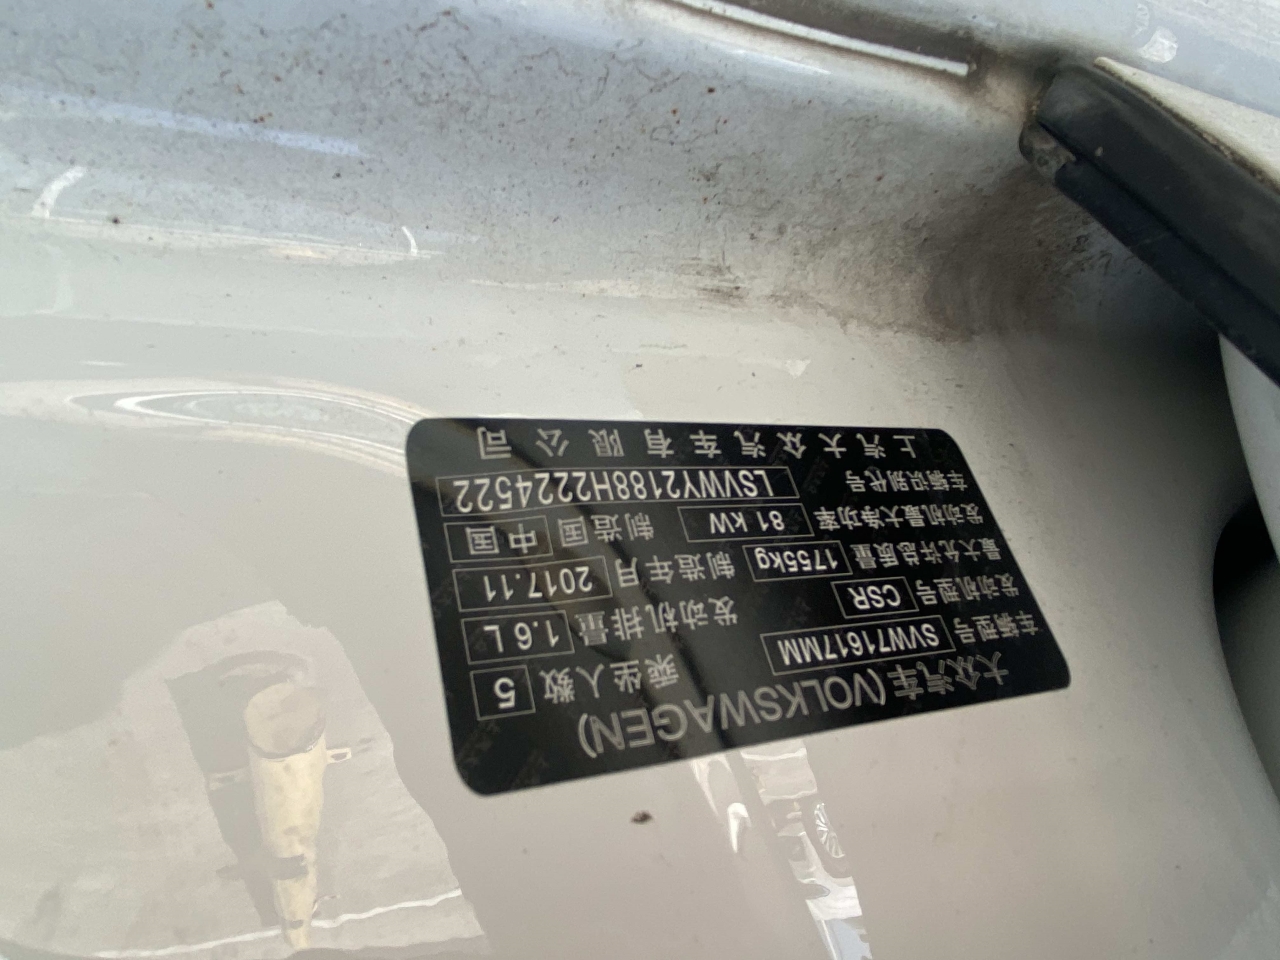 大众汽车(VOLKSWAGEN)
车辆型号 SVW71617MM 乘坐人数 5
发动机型号 CSR 发动机排量 1.6 L
最大允许总质量 1755kg 制造年月 2017.11
发动机最大净功率 81 kW 制造国 中国
车辆识别代号 LSVWY2188H2224522
上汽大众汽车有限公司